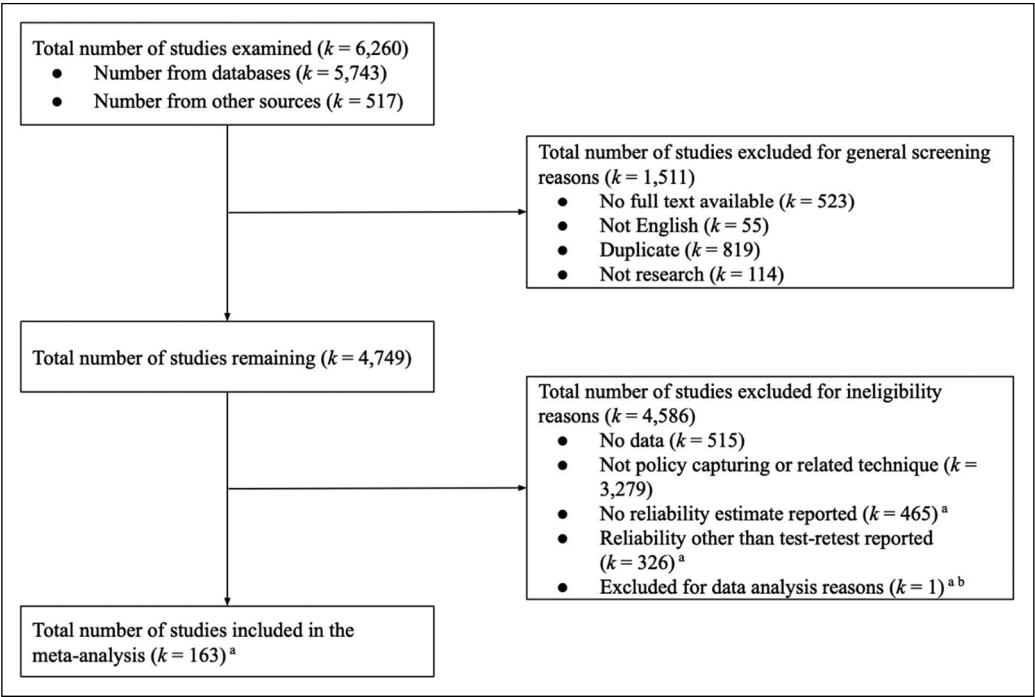 Total number of studies examined (k = 6,260)
● Number from databases (k = 5,743)
● Number from other sources (k = 517)
Total number of studies excluded for general screening
reasons (k = 1,511)
● No full text available (k = 523)
● Not English (k = 55)
● Duplicate (k = 819)
● Not research (k = 114)
Total number of studies remaining (k = 4,749)
Total number of studies excluded for ineligibility
reasons (k = 4,586)
● No data (k = 515)
● Not policy capturing or related technique (k =
3,279)
● No reliability estimate reported (k = 465) a
● Reliability other than test-retest reported
(k = 326) a
● Excluded for data analysis reasons (k = 1) a b
Total number of studies included in the
meta-analysis (k = 163) a